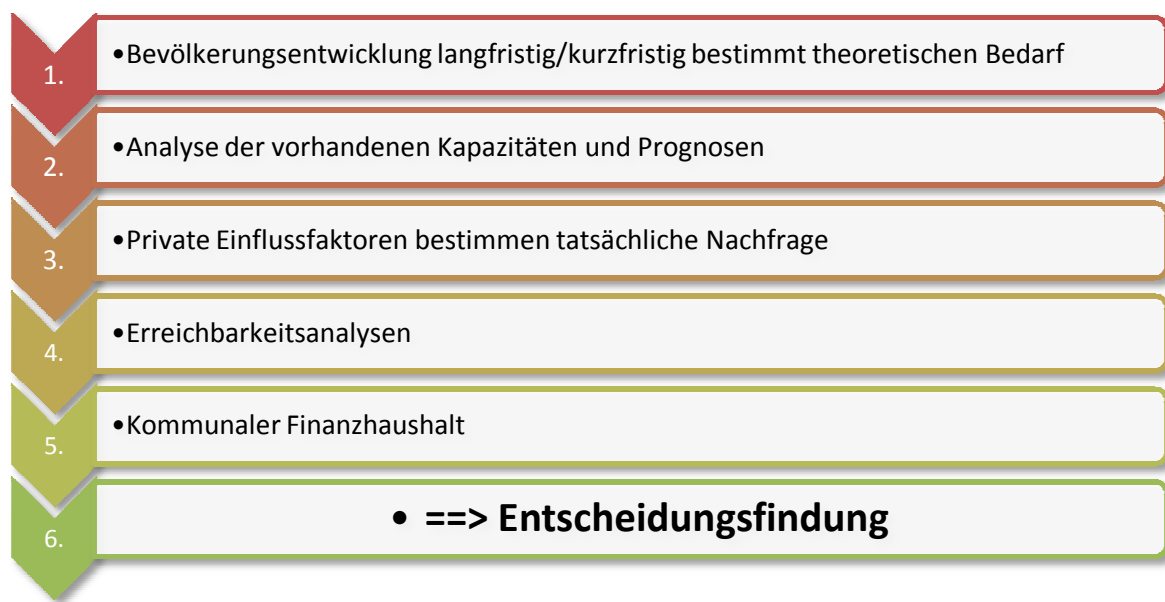 1. •Bevölkerungsentwicklung langfristig/kurzfristig bestimmt theoretischen Bedarf
2. •Analyse der vorhandenen Kapazitäten und Prognosen
3. •Private Einflussfaktoren bestimmen tatsächliche Nachfrage
4. •Erreichbarkeitsanalysen
5. •Kommunaler Finanzhaushalt
6. • ==> Entscheidungsfindung